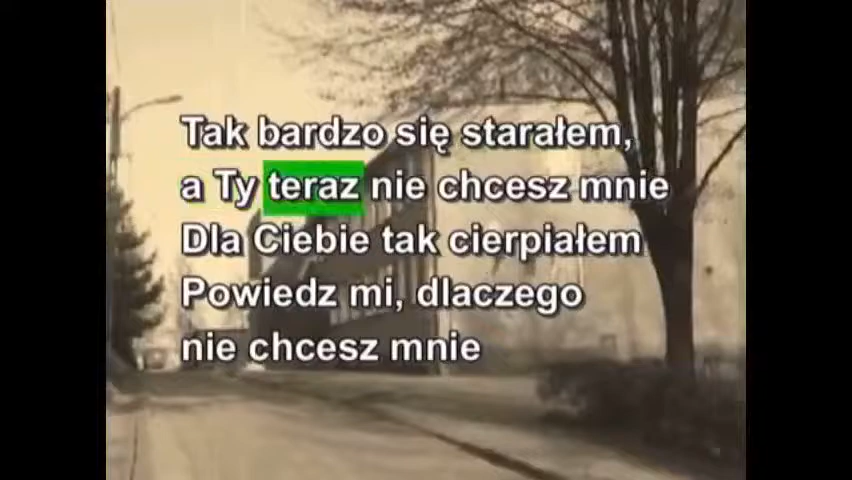 Tak bardzo się starałem,
a Ty teraz nie chcesz mnie
Dla Ciebie tak cierpiałem
Powiedz mi, dlaczego
nie chcesz mnie